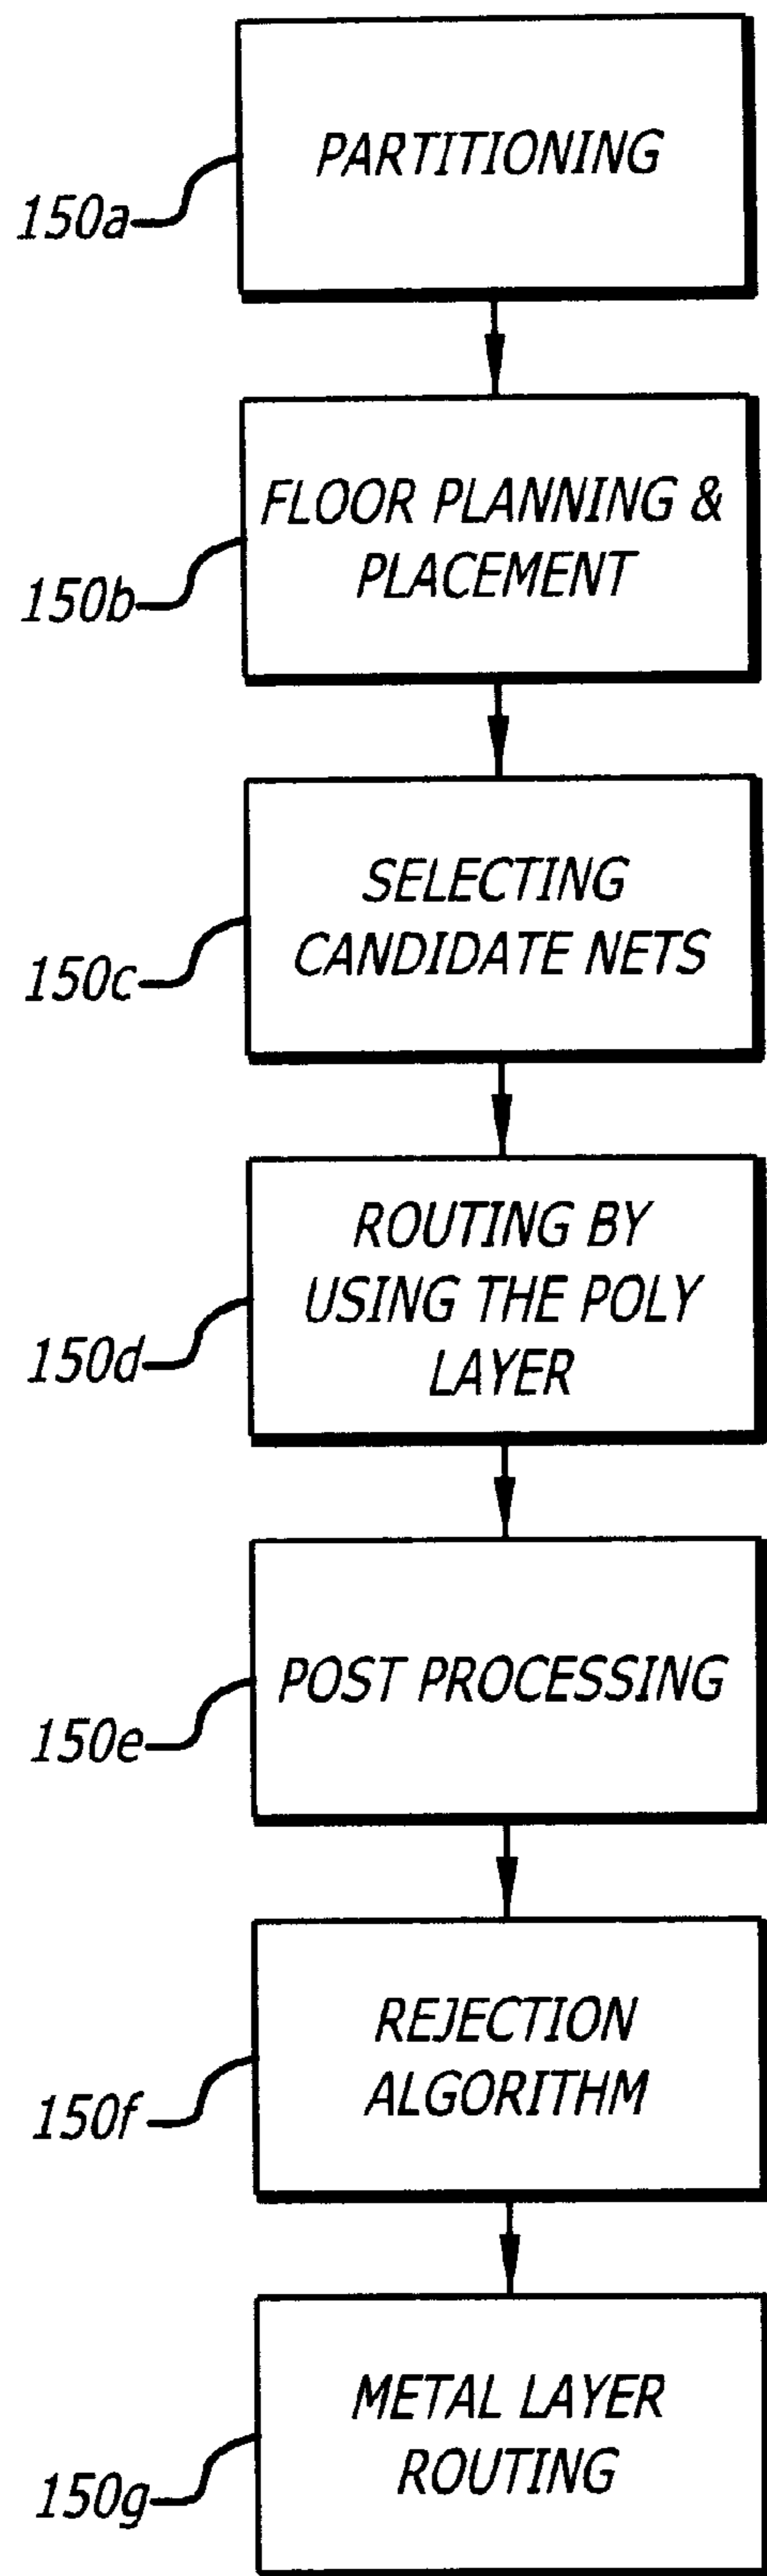 PARTITIONING
150a
FLOOR PLANNING &
PLACEMENT
150b
SELECTING
CANDIDATE NETS
150c
ROUTING BY
USING THE POLY
LAYER
150d
POST PROCESSING
150e
REJECTION
ALGORITHM
150f
METAL LAYER
ROUTING
150g